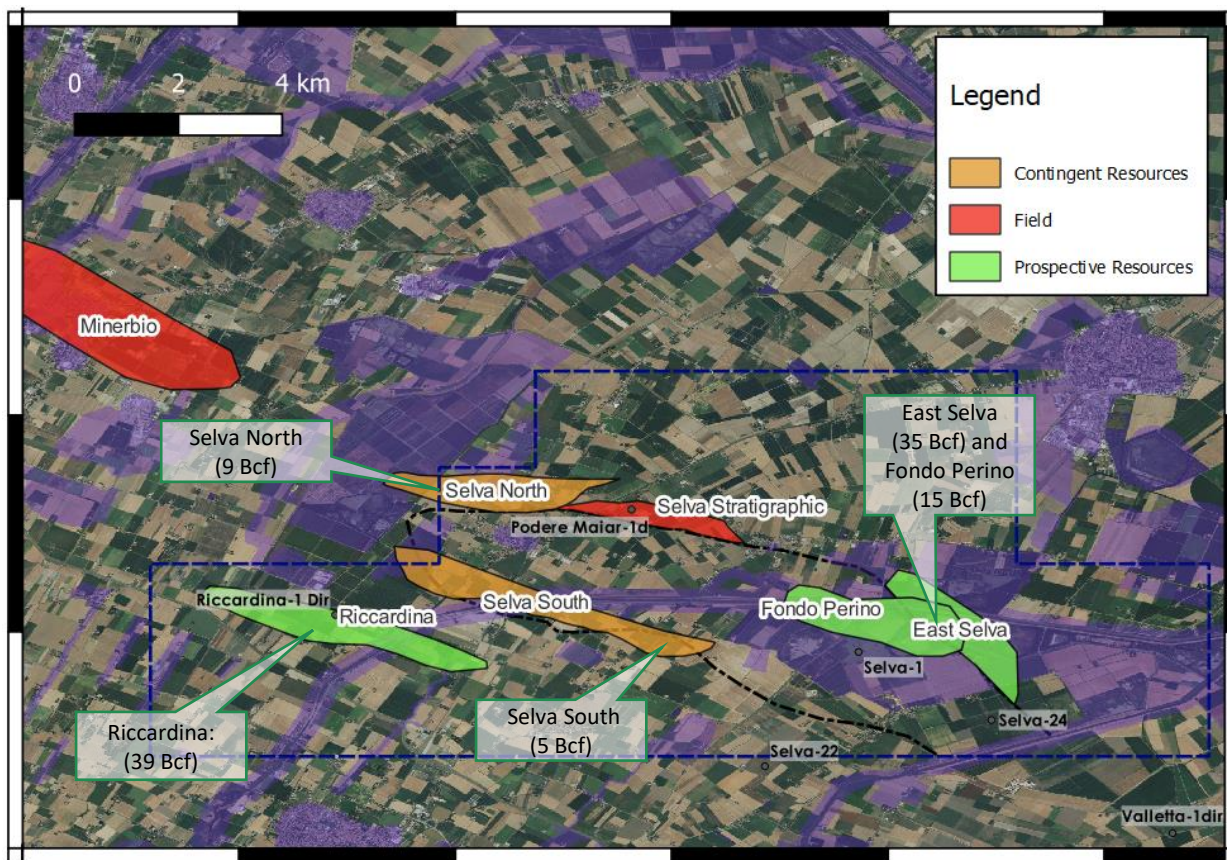 0 2 4 km
Legend
Contingent Resources
Field
Prospective Resources
Minerbio
Selva North
(9 Bcf)
East Selva
(35 Bcf) and
Fondo Perino
(15 Bcf)
Selva North
Selva Stratigraphic
Podere Maiar-1d
Riccardina-1 Dir
Riccardina
Selva South
Fondo Perino
East Selva
Selva-1
Riccardina:
(39 Bcf)
Selva South
(5 Bcf)
Selva-24
Selva-22
Valletta-1dir